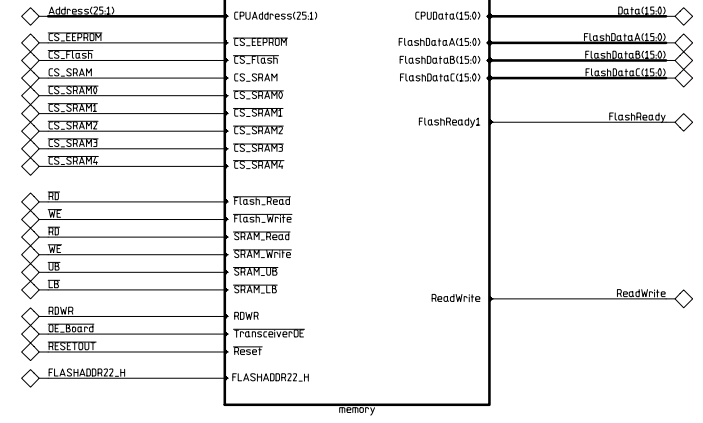 Address(25:1) CPUAddress(25:1) CPUData(15:0) Data(15:0)
CS_EEPROM CS_EEPROM FlashDataA(15:0) FlashDataA(15:0)
CS_Flash CS_Flash FlashDataB(15:0) FlashDataB(15:0)
CS_SRAM CS_SRAM FlashDataC(15:0) FlashDataC(15:0)
CS_SRAM0 CS_SRAM0
CS_SRAM1 CS_SRAM1
CS_SRAM2 CS_SRAM2 FlashReady1 FlashReady
CS_SRAM3 CS_SRAM3
CS_SRAM4 CS_SRAM4
RD Flash_Read
WE Flash_Write
RD SRAM_Read
WE SRAM_Write
UB SRAM_UB
LB SRAM_LB ReadWrite ReadWrite
RDWR RDWR
OE_Board TransceiverOE
RESETOUT Reset
FLASHADDR22_H FLASHADDR22_H
memory